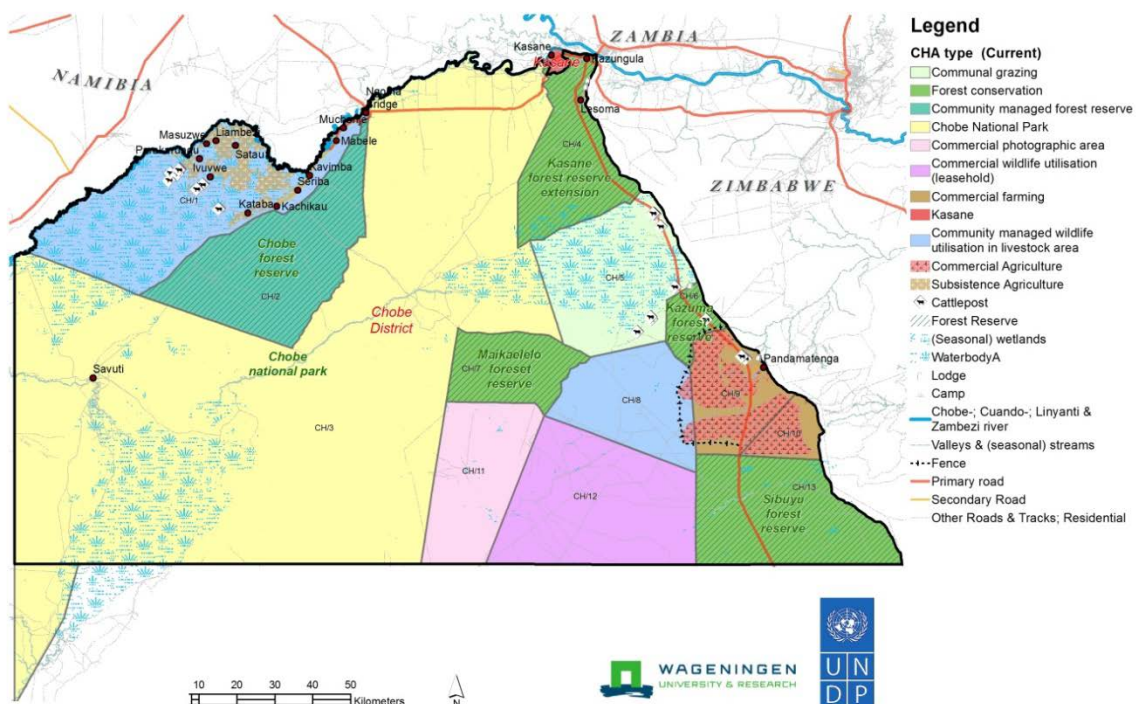 ZAMBIA
NAMIBIA
ZIMBABWE
Kasane
Kasane
Kazungula
Lesoma
Ngoma
Bridge
Muchenje
Mabele
Masuzwe
Liambezi
Satau
Parakarungu
Ivuvwe
Kavimba
Seriba
Kataba
Kachikau
CH/1
CH/4
Kasane
forest reserve
extension
Chobe
forest
reserve
CH/2
CH/5
Chobe
District
CH/6
Kazuma
forest
reserve
Pandamatenga
Maikaelelo
foreset
reserve
CH/7
Chobe
national park
Savuti
CH/3
CH/8
CH/9
CH/10
CH/11
CH/12
CH/13
Sibuyu
forest
reserve
Legend
CHA type (Current)
Communal grazing
Forest conservation
Community managed forest reserve
Chobe National Park
Commercial photographic area
Commercial wildlife utilisation
(leasehold)
Commercial farming
Kasane
Community managed wildlife
utilisation in livestock area
Commercial Agriculture
Subsistence Agriculture
Cattlepost
Forest Reserve
(Seasonal) wetlands
WaterbodyA
Lodge
Camp
Chobe-; Cuando-; Linyanti &
Zambezi river
Valleys & (seasonal) streams
Fence
Primary road
Secondary Road
Other Roads & Tracks; Residential
10 20 30 40 50
Kilometers
N
WAGENINGEN
UNIVERSITY & RESEARCH
U N
D P